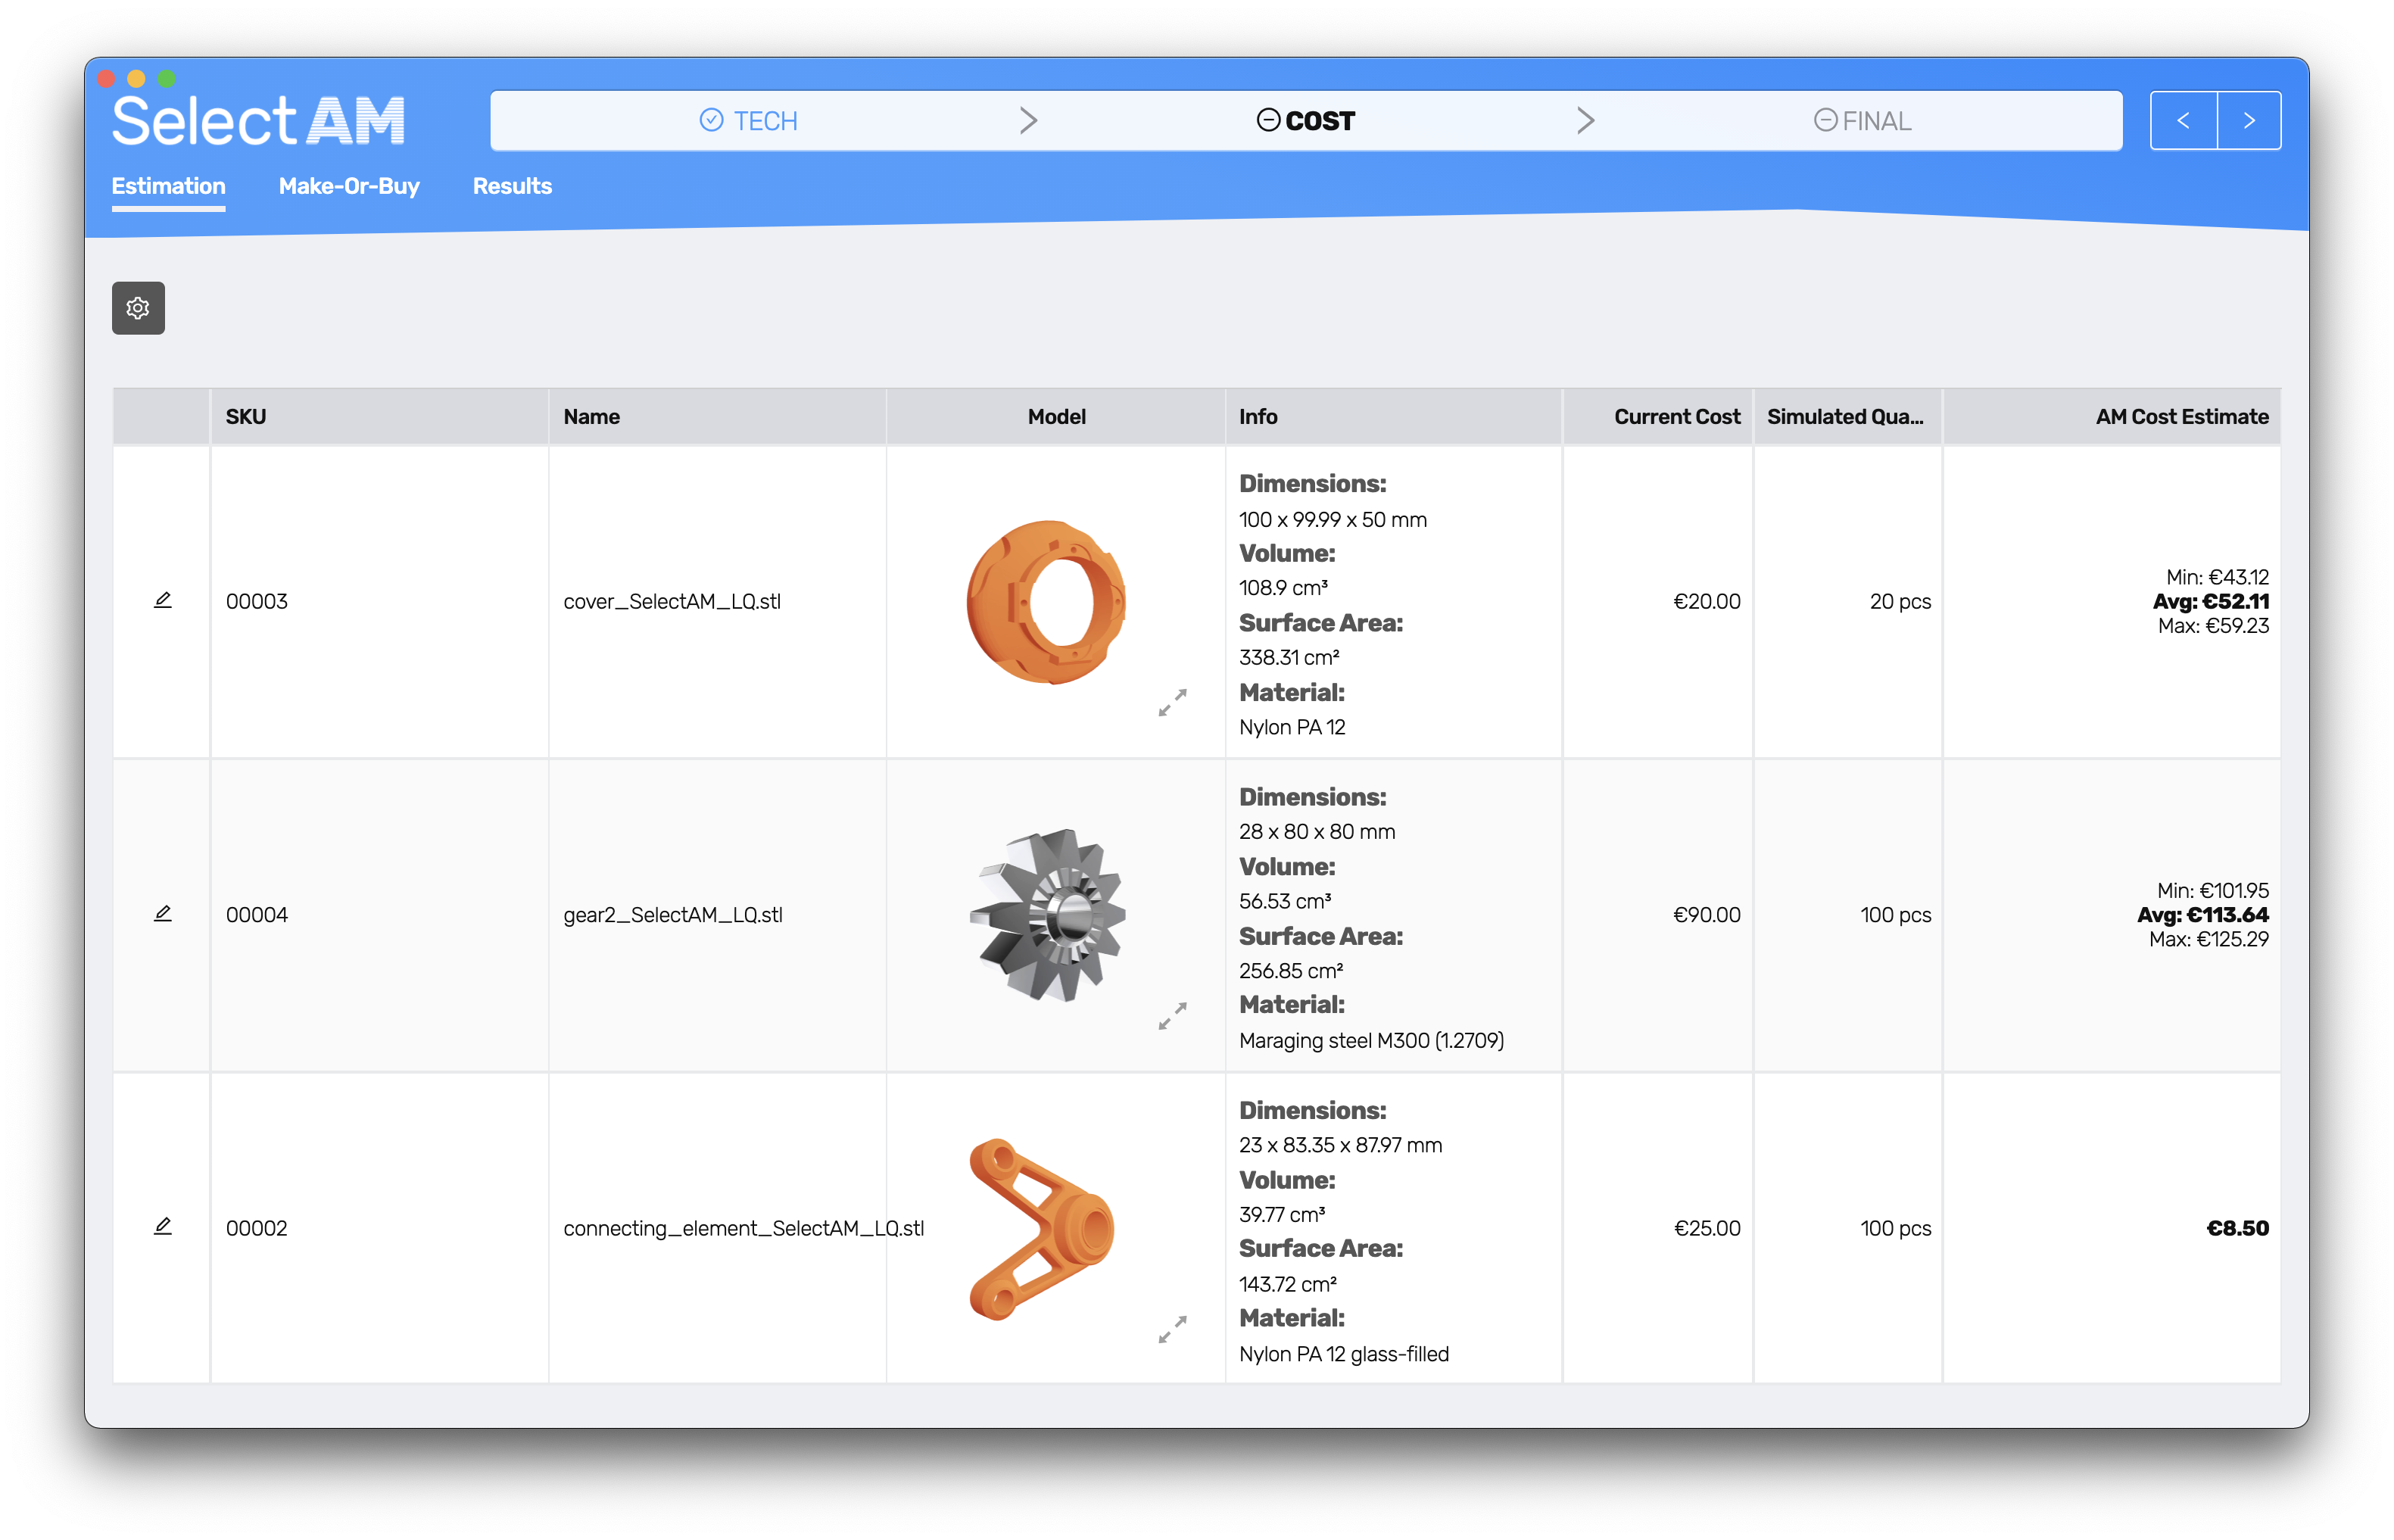 Select AM
TECH > COST > FINAL
< >
Estimation Make-Or-Buy Results
SKU Name Model Info Current Cost Simulated Qua... AM Cost Estimate
00003
cover_SelectAM_LQ.stl
Dimensions:
100 x 99.99 x 50 mm
Volume:
108.9 cm³
Surface Area:
338.31 cm²
Material:
Nylon PA 12
€20.00
20 pcs
Min: €43.12
Avg: €52.11
Max: €59.23
00004
gear2_SelectAM_LQ.stl
Dimensions:
28 x 80 x 80 mm
Volume:
56.53 cm³
Surface Area:
256.85 cm²
Material:
Maraging steel M300 (1.2709)
€90.00
100 pcs
Min: €101.95
Avg: €113.64
Max: €125.29
00002
connecting_element_SelectAM_LQ.stl
Dimensions:
23 x 83.35 x 87.97 mm
Volume:
39.77 cm³
Surface Area:
143.72 cm²
Material:
Nylon PA 12 glass-filled
€25.00
100 pcs
€8.50